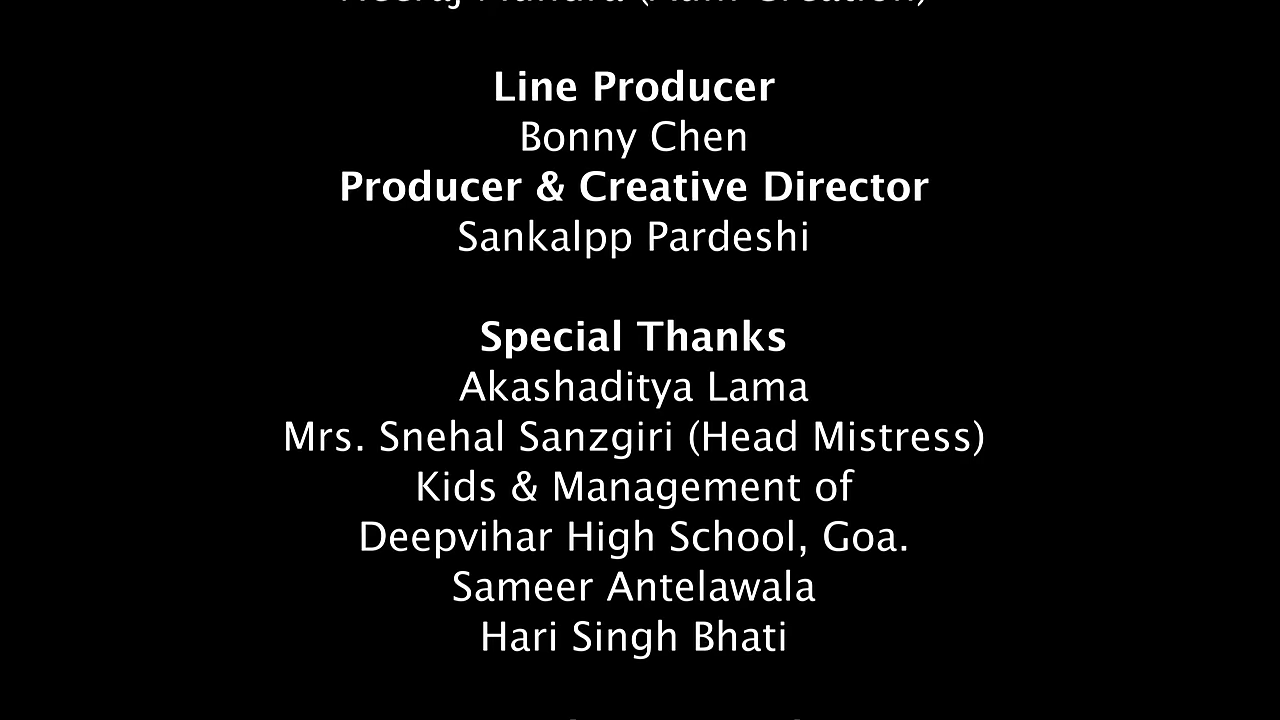 Line Producer
Bonny Chen
Producer & Creative Director
Sankalpp Pardeshi
Special Thanks
Akashaditya Lama
Mrs. Snehal Sanzgiri (Head Mistress)
Kids & Management of
Deepvihar High School, Goa.
Sameer Antelawala
Hari Singh Bhati